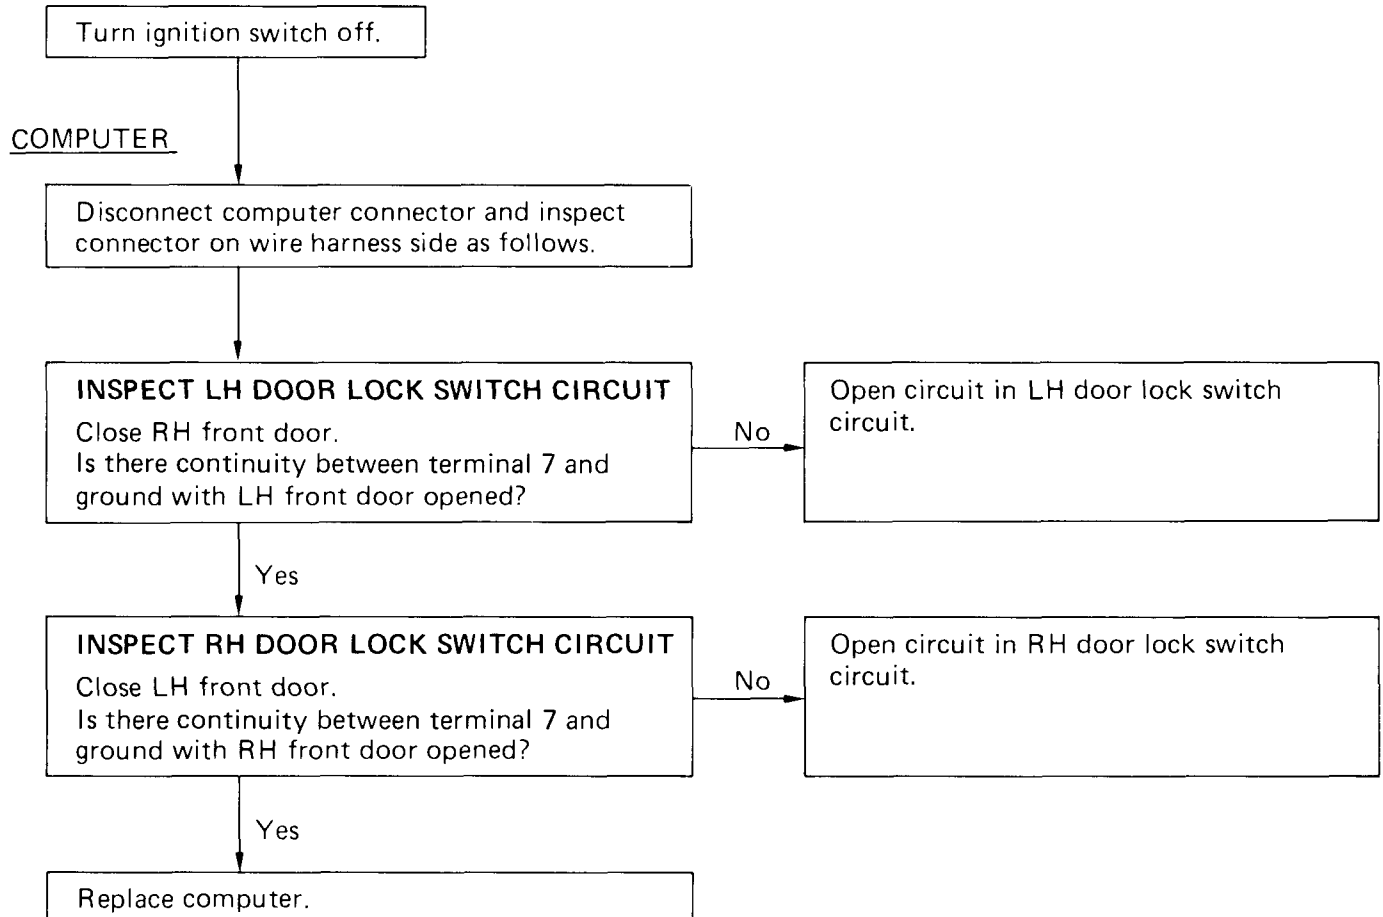 Turn ignition switch off.
COMPUTER
Disconnect computer connector and inspect
connector on wire harness side as follows.
INSPECT LH DOOR LOCK SWITCH CIRCUIT
Close RH front door.
Is there continuity between terminal 7 and
ground with LH front door opened?
No
Open circuit in LH door lock switch
circuit.
Yes
INSPECT RH DOOR LOCK SWITCH CIRCUIT
Close LH front door.
Is there continuity between terminal 7 and
ground with RH front door opened?
No
Open circuit in RH door lock switch
circuit.
Yes
Replace computer.